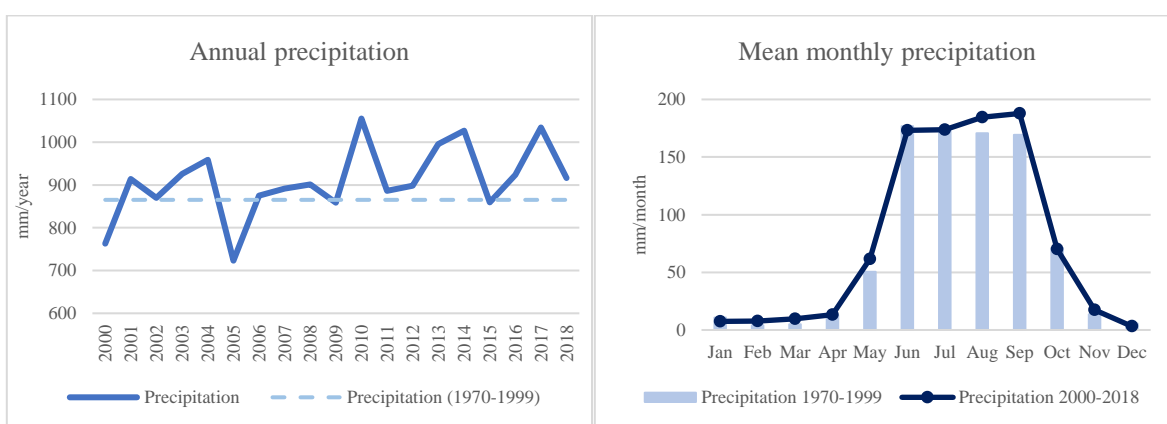 Annual precipitation
mm/year
1100
1000
900
800
700
600
2000 2001 2002 2003 2004 2005 2006 2007 2008 2009 2010 2011 2012 2013 2014 2015 2016 2017 2018
Precipitation Precipitation (1970-1999)
Mean monthly precipitation
mm/month
200
150
100
50
0
Jan Feb Mar Apr May Jun Jul Aug Sep Oct Nov Dec
Precipitation 1970-1999 Precipitation 2000-2018